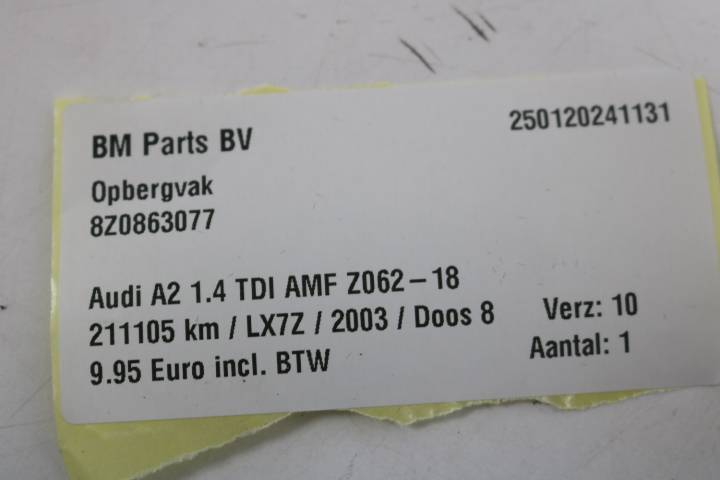 BM Parts BV
250120241131
Opbergvak
8Z0863077
Audi A2 1.4 TDI AMF Z062-18
211105 km / LX7Z / 2003 / Doos 8
Verz: 10
9.95 Euro incl. BTW
Aantal: 1